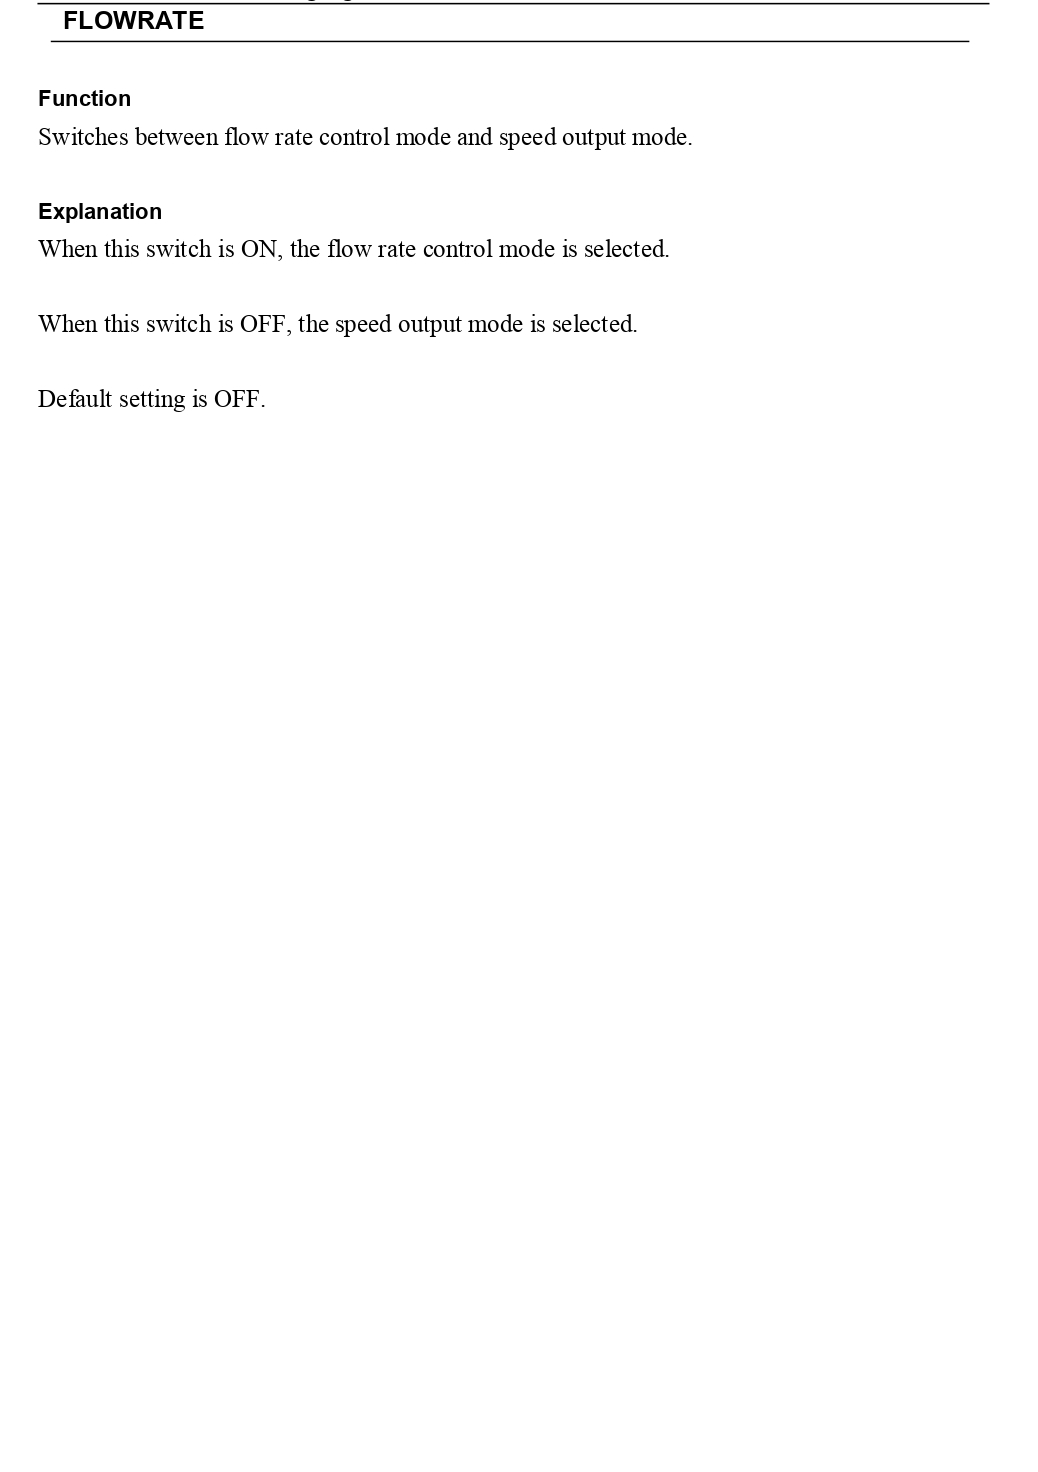 FLOWRATE
Function
Switches between flow rate control mode and speed output mode.
Explanation
When this switch is ON, the flow rate control mode is selected.
When this switch is OFF, the speed output mode is selected.
Default setting is OFF.